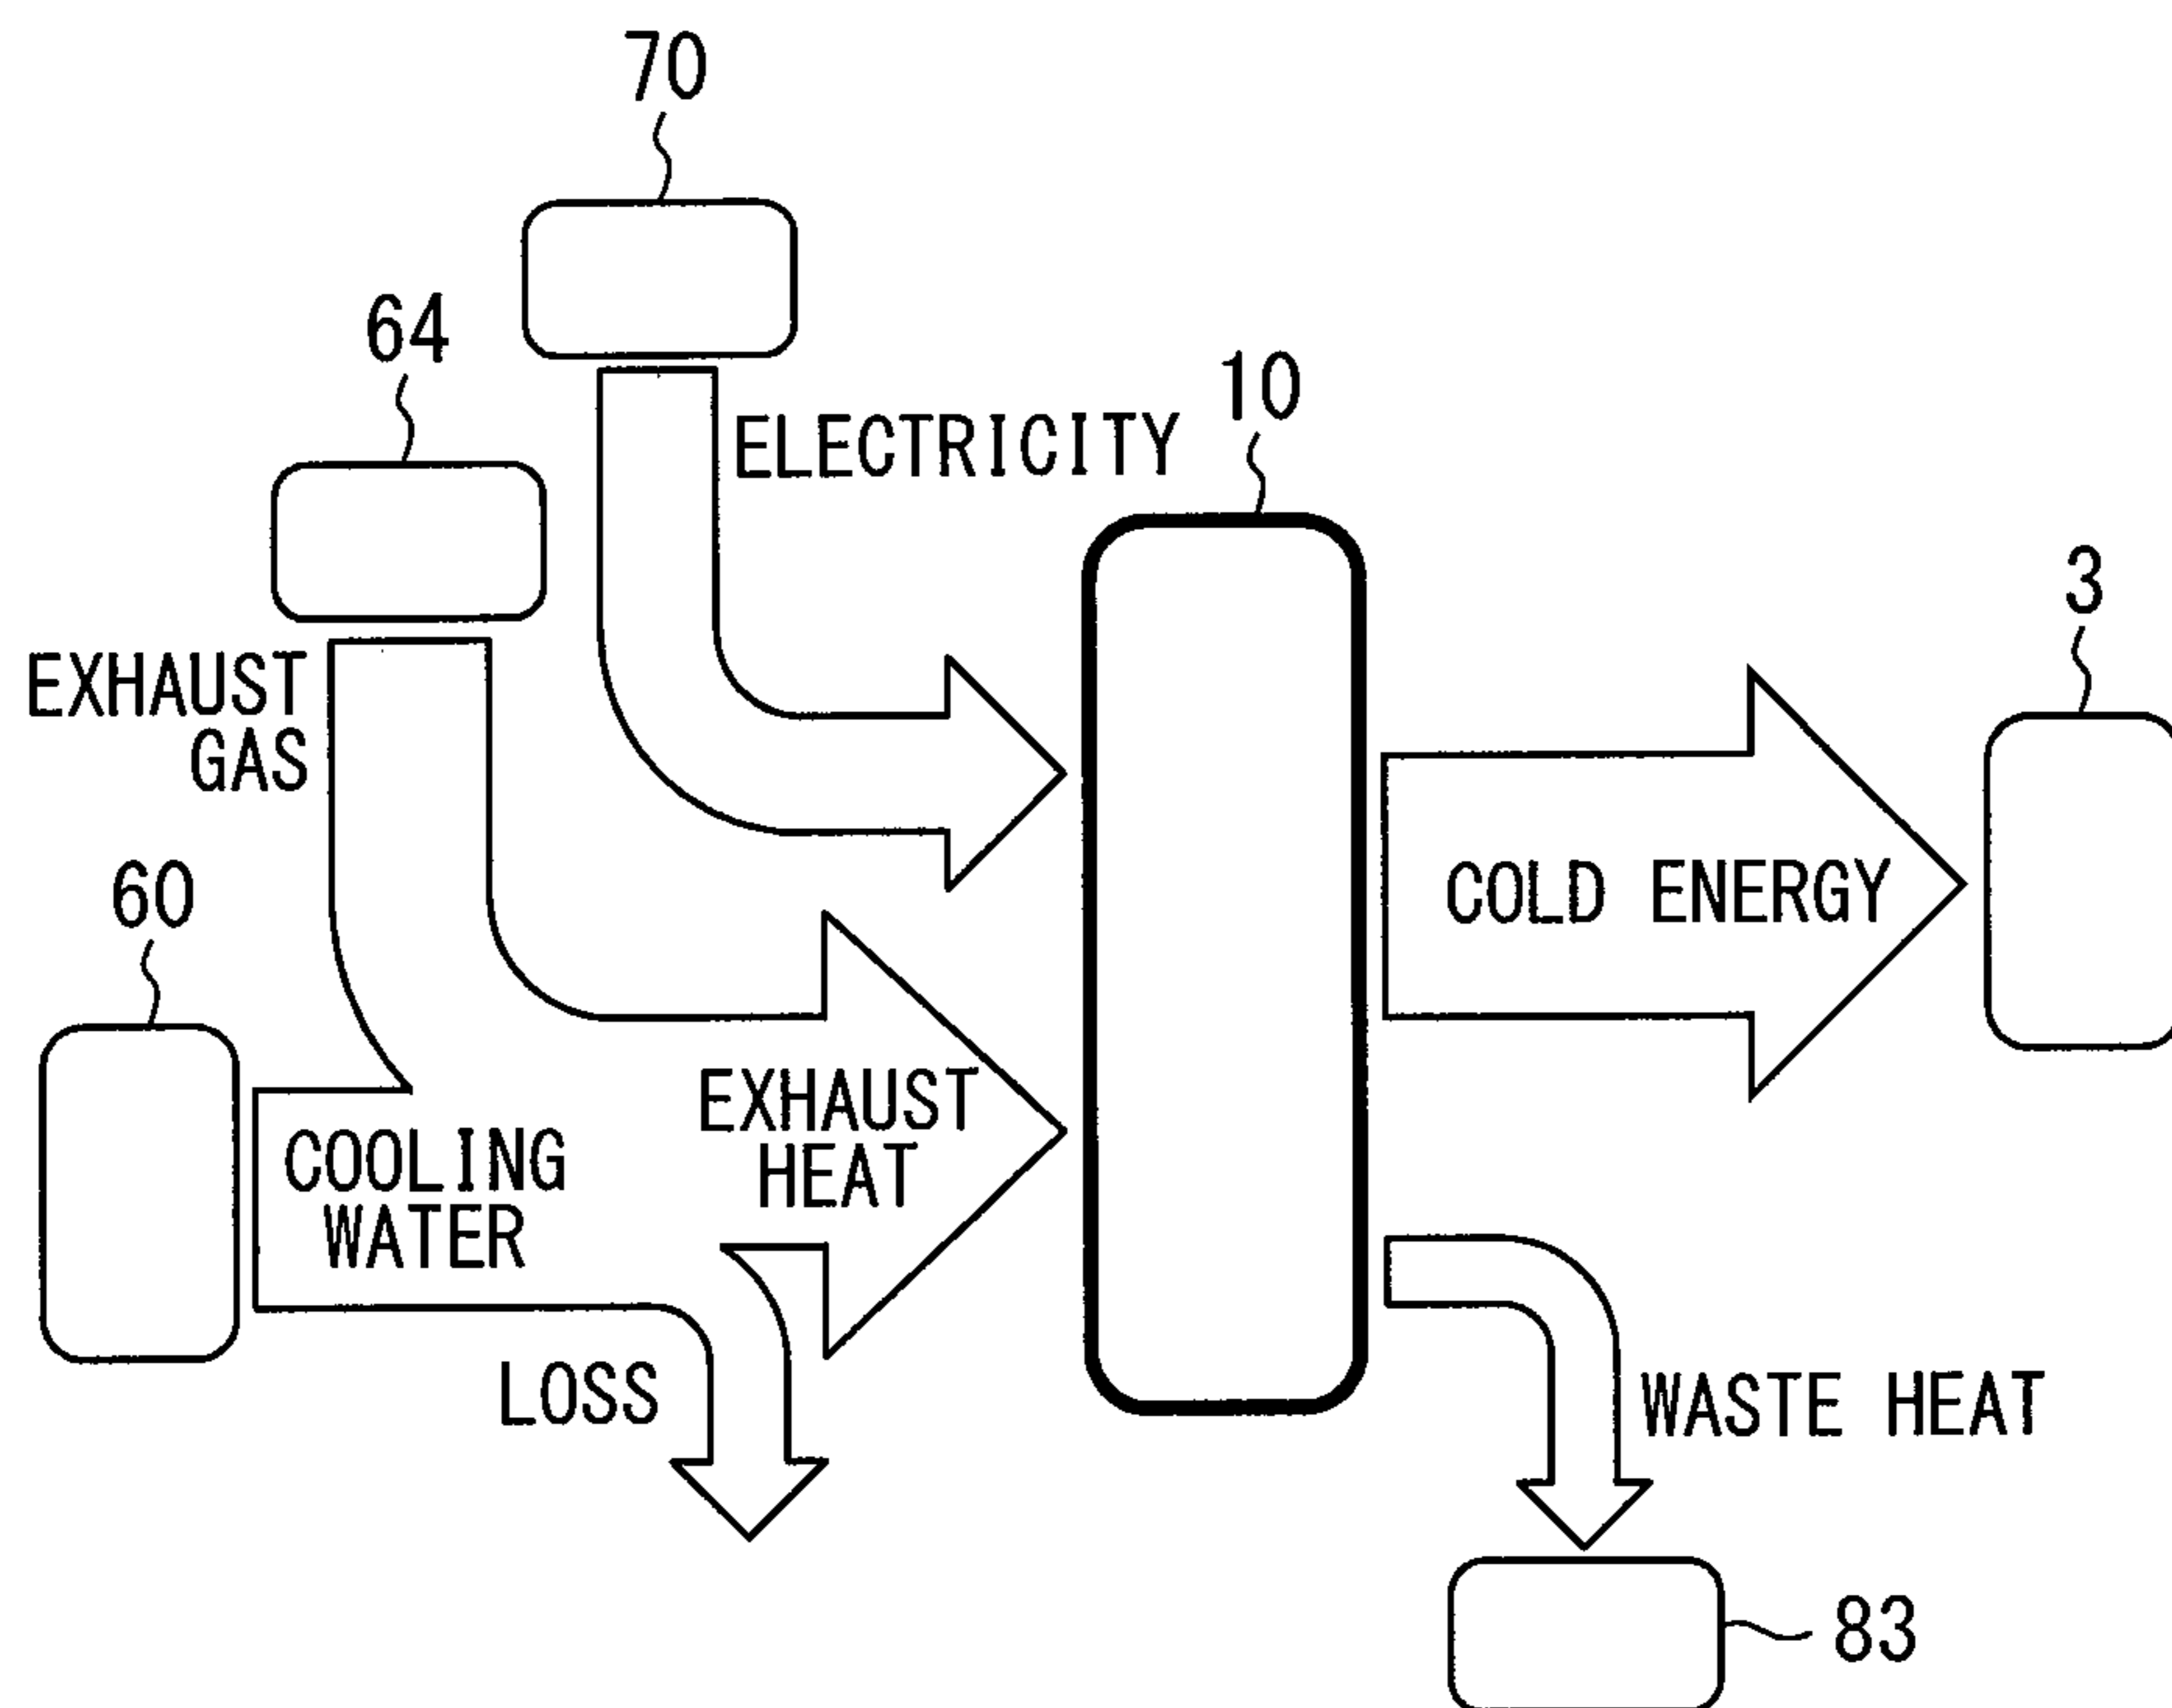 70
64
ELECTRICITY
10
3
EXHAUST
GAS
60
COLD ENERGY
EXHAUST
HEAT
COOLING
WATER
LOSS
WASTE HEAT
83